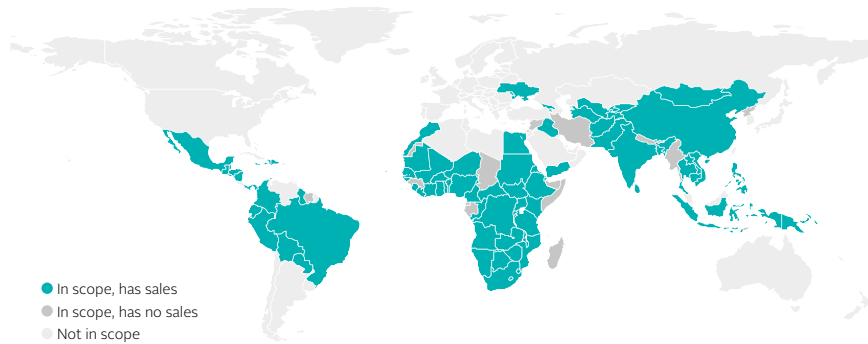 In scope, has sales
In scope, has no sales
Not in scope